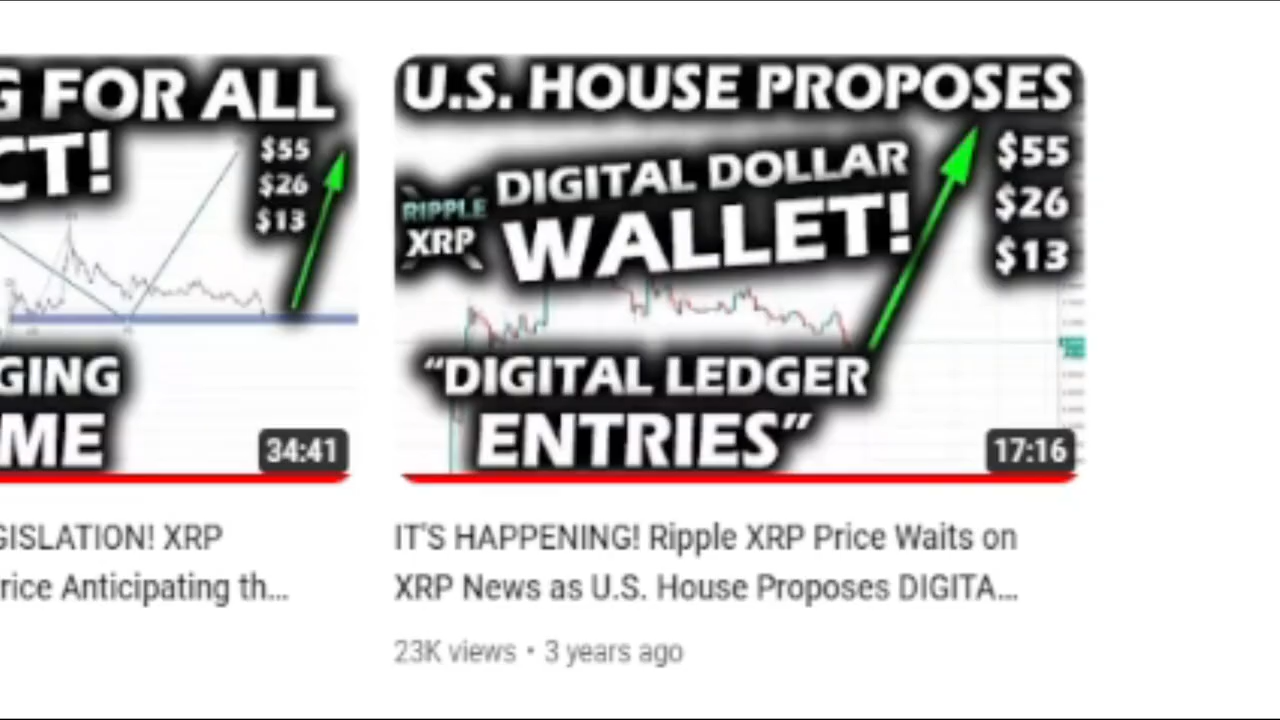 G FOR ALL
CT!
$55
$26
$13
GING
ME
34:41
GISLATION! XRP
rice Anticipating th...
U.S. HOUSE PROPOSES
DIGITAL DOLLAR
WALLET!
RIPPLE
XRP
$55
$26
$13
“DIGITAL LEDGER
ENTRIES”
17:16
IT'S HAPPENING! Ripple XRP Price Waits on
XRP News as U.S. House Proposes DIGITA...
23K views • 3 years ago